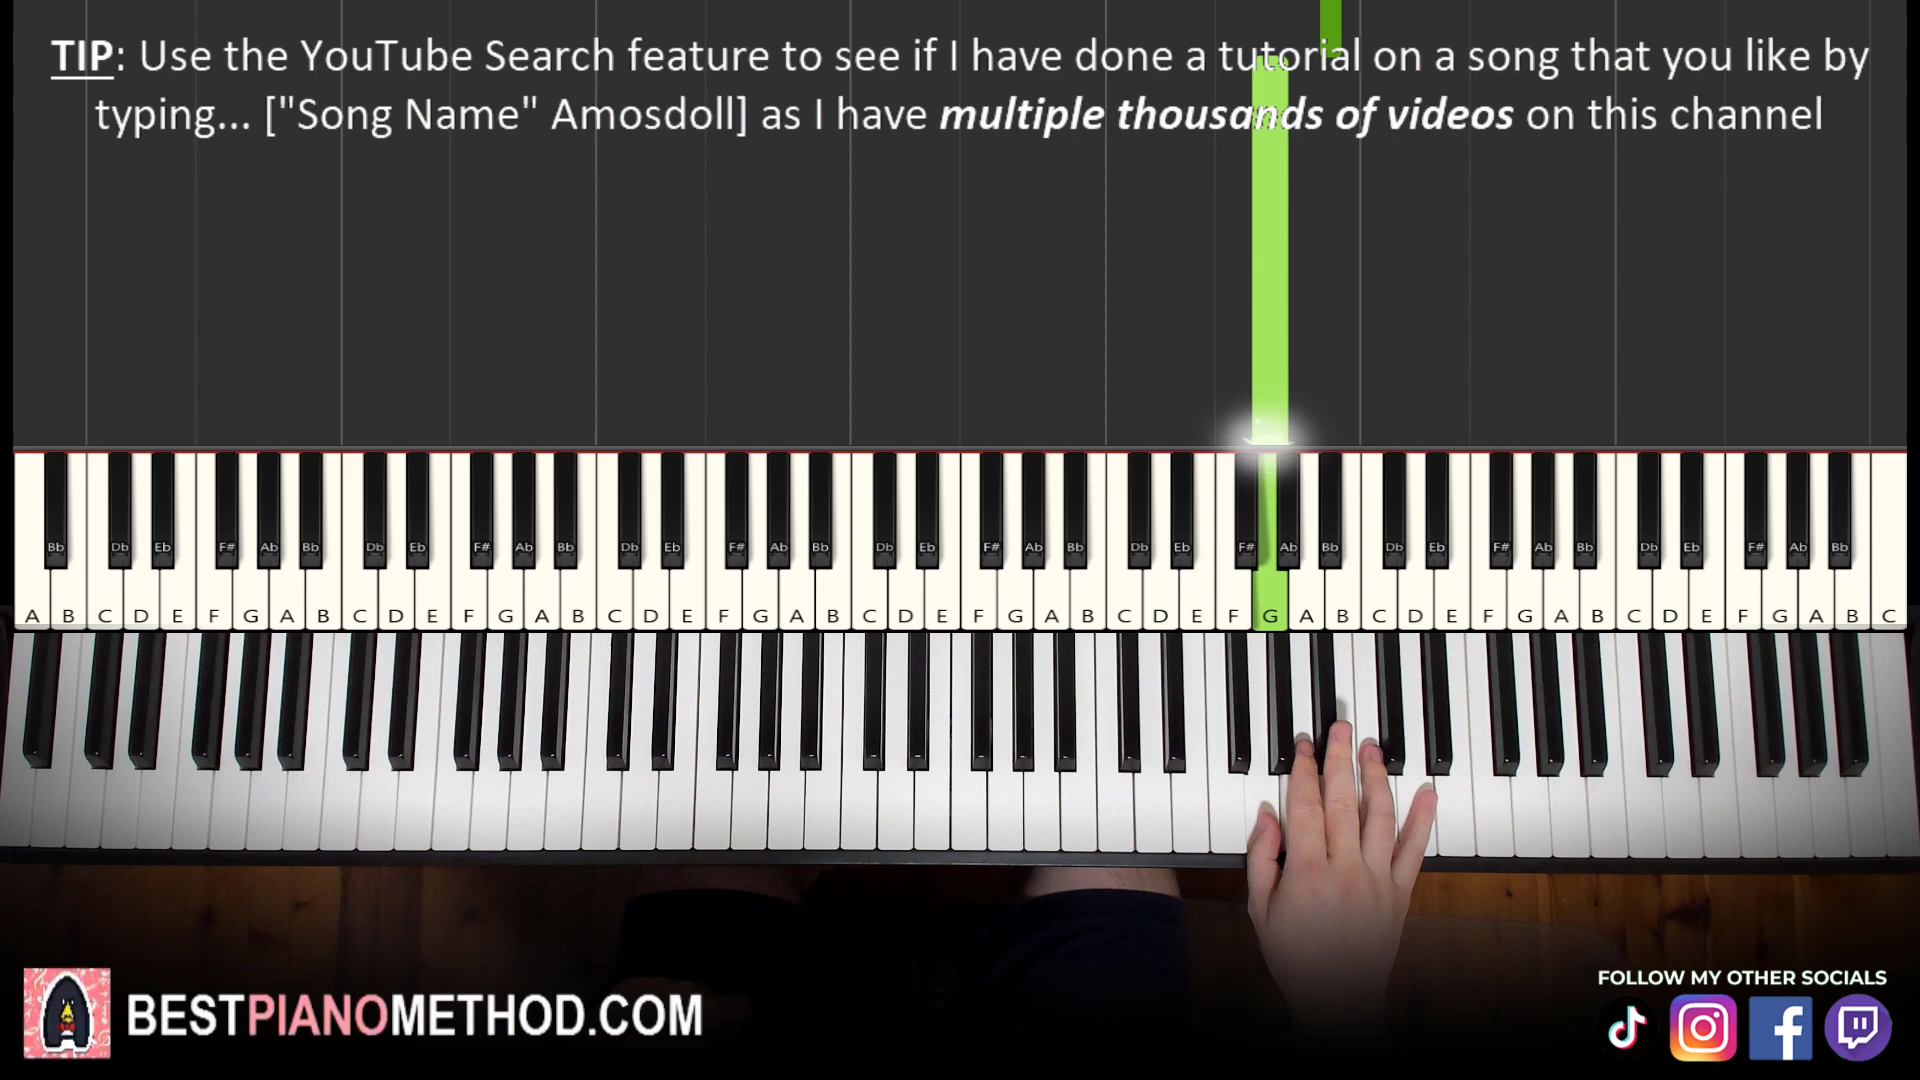 TIP: Use the YouTube Search feature to see if I have done a tutorial on a song that you like by
typing... ["Song Name" Amosdoll] as I have multiple thousands of videos on this channel
Bb Db Eb F# Ab Bb Db Eb F# Ab Bb Db Eb F# Ab Bb Db Eb F# Ab Bb Db Eb F# Ab Bb Db Eb F# Ab Bb Db Eb F# Ab Bb
A B C D E F G A B C D E F G A B C D E F G A B C D E F G A B C D E F G A B C D E F G A B C D E F G A B C
FOLLOW MY OTHER SOCIALS
BESTPIANOMETHOD.COM